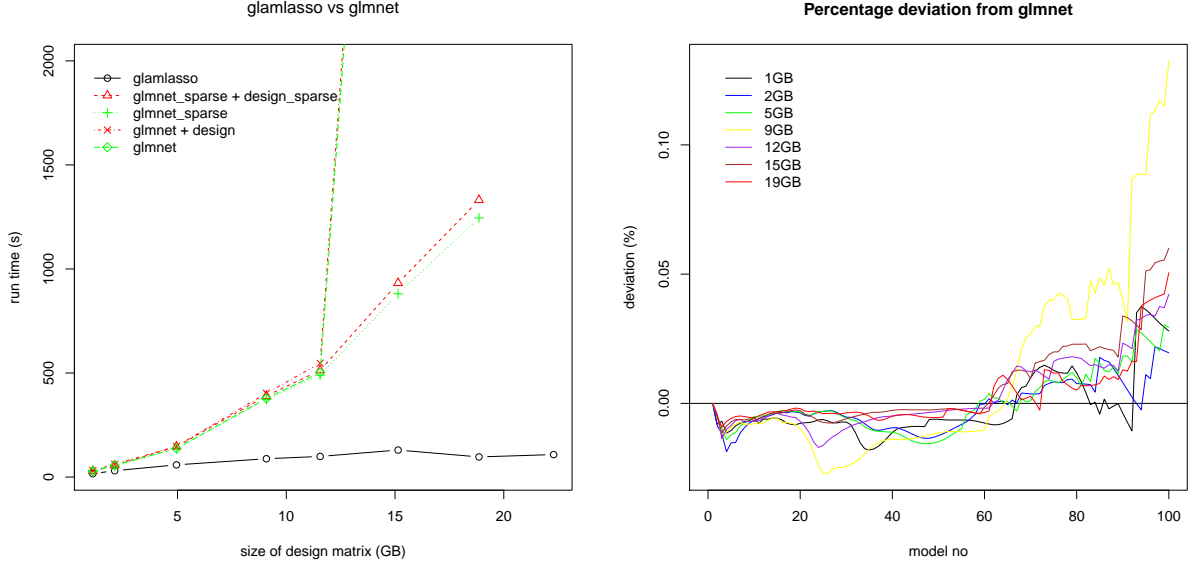 glamlasso vs glmnet
2000
1500
1000
500
0
run time (s)
glamlasso
glmnet_sparse + design_sparse
glmnet_sparse
glmnet + design
glmnet
5
10
15
20
size of design matrix (GB)
Percentage deviation from glmnet
0.10
0.05
0.00
deviation (%)
1GB
2GB
5GB
9GB
12GB
15GB
19GB
0
20
40
60
80
100
model no